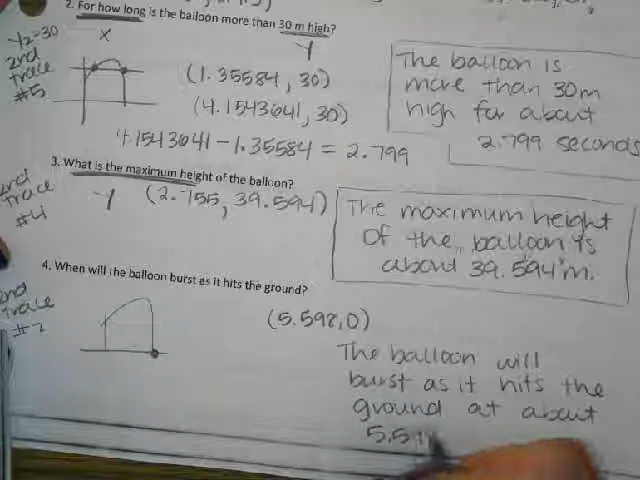 2. For how long is the balloon more than 30 m high?
y₂=30
2nd
trace
#5
x
y
(1.35584, 30)
(4.1543041, 30)
4.1543041 - 1.35584 = 2.799
The balloon is
more than 30m
high for about
2.799 seconds
3. What is the maximum height of the balloon?
2nd
trace
#4
y
(2.755, 39.594)
The maximum height
of the balloon is
about 39.594 m.
4. When will the balloon burst as it hits the ground?
2nd
trace
#2
(5.598, 0)
The balloon will
burst as it hits the
ground at about
5.5